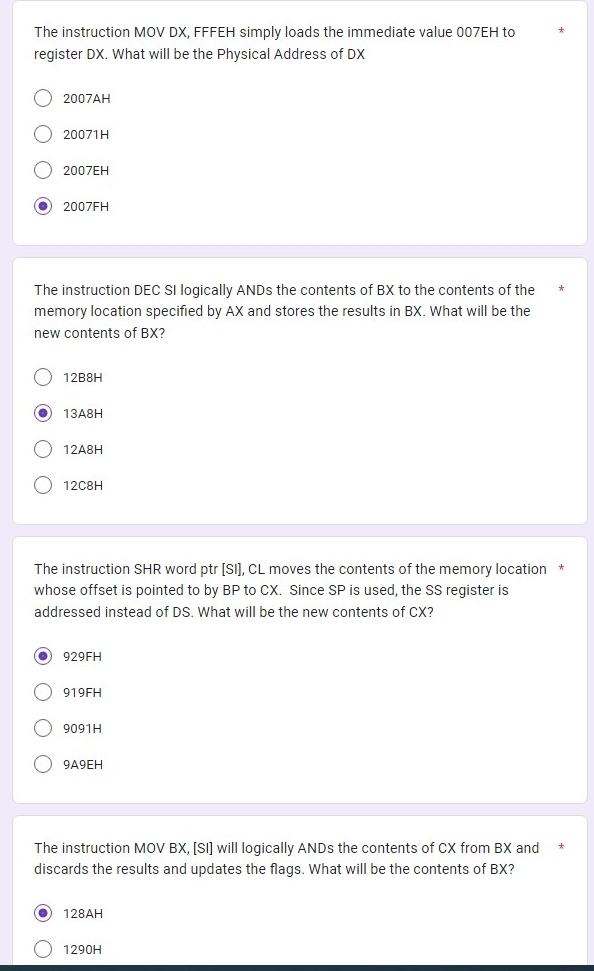 The instruction MOV DX, FFFEH simply loads the immediate value 007EH to *
register DX. What will be the Physical Address of DX
2007AH
20071H
2007EH
2007FH
The instruction DEC SI logically ANDs the contents of BX to the contents of the *
memory location specified by AX and stores the results in BX. What will be the
new contents of BX?
12B8H
13A8H
12A8H
12C8H
The instruction SHR word ptr [SI], CL moves the contents of the memory location *
whose offset is pointed to by BP to CX. Since SP is used, the SS register is
addressed instead of DS. What will be the new contents of CX?
929FH
919FH
9091H
9A9EH
The instruction MOV BX, [SI] will logically ANDs the contents of CX from BX and *
discards the results and updates the flags. What will be the contents of BX?
128AH
1290H